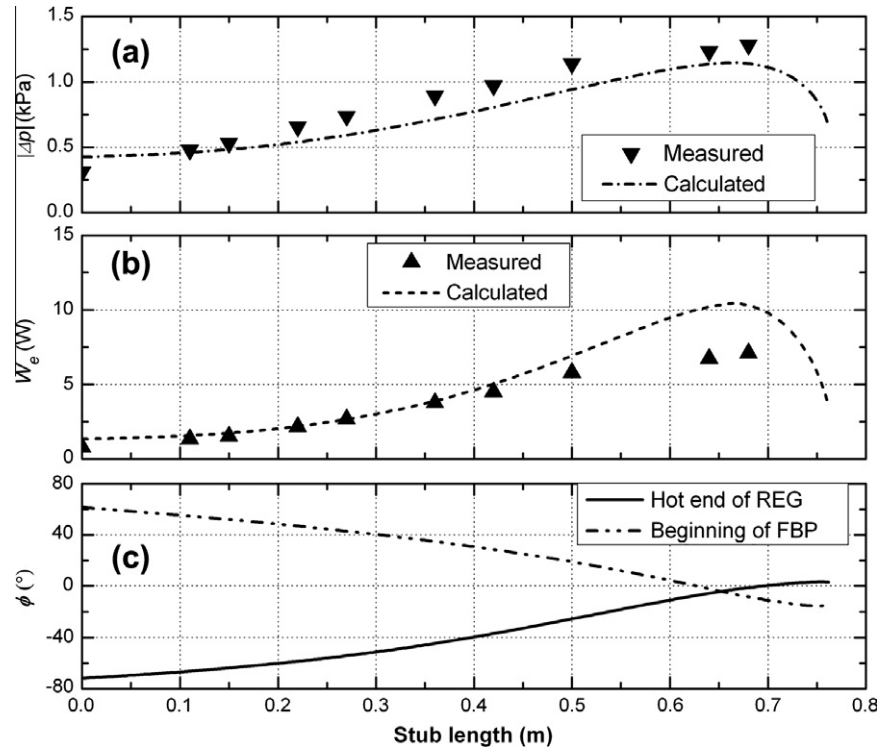 1.5
(a)
1.0
|Δp| (kPa)
0.5
Measured
Calculated
0.0
15
(b)
Measured
Calculated
10
W_e (W)
5
0
80
Hot end of REG
Beginning of FBP
40
(c)
ϕ (°)
0
-40
-80
0.0 0.1 0.2 0.3 0.4 0.5 0.6 0.7 0.8
Stub length (m)